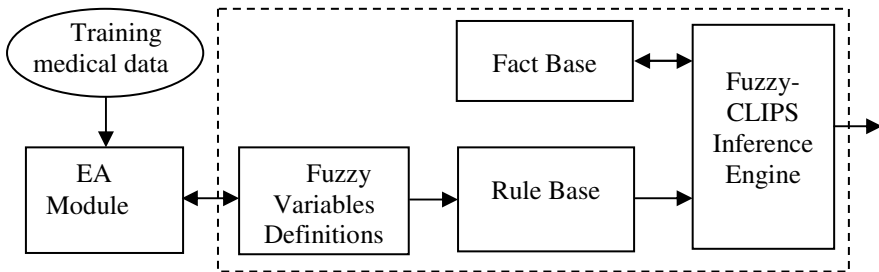 Training
medical data
Fact Base
Fuzzy-
CLIPS
Inference
Engine
EA
Module
Fuzzy
Variables
Definitions
Rule Base